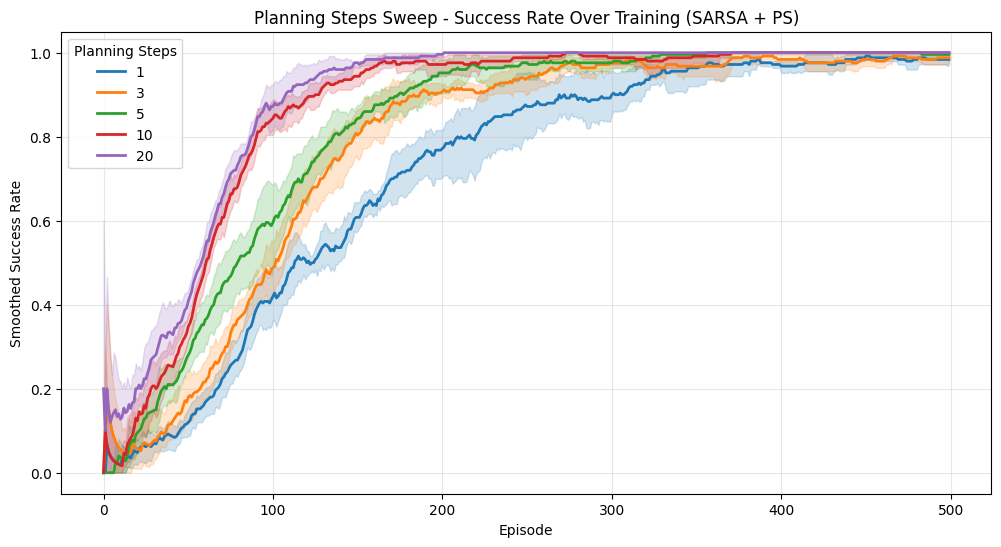 Planning Steps Sweep - Success Rate Over Training (SARSA + PS)
Planning Steps
1
3
5
10
20
Smoothed Success Rate
1.0
0.8
0.6
0.4
0.2
0.0
0 100 200 300 400 500
Episode